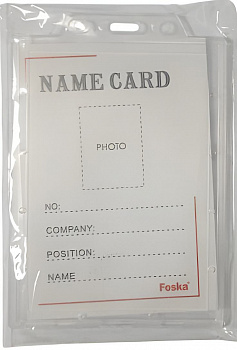 NAME CARD
PHOTO
NO:
COMPANY:
POSITION:
NAME
Foska